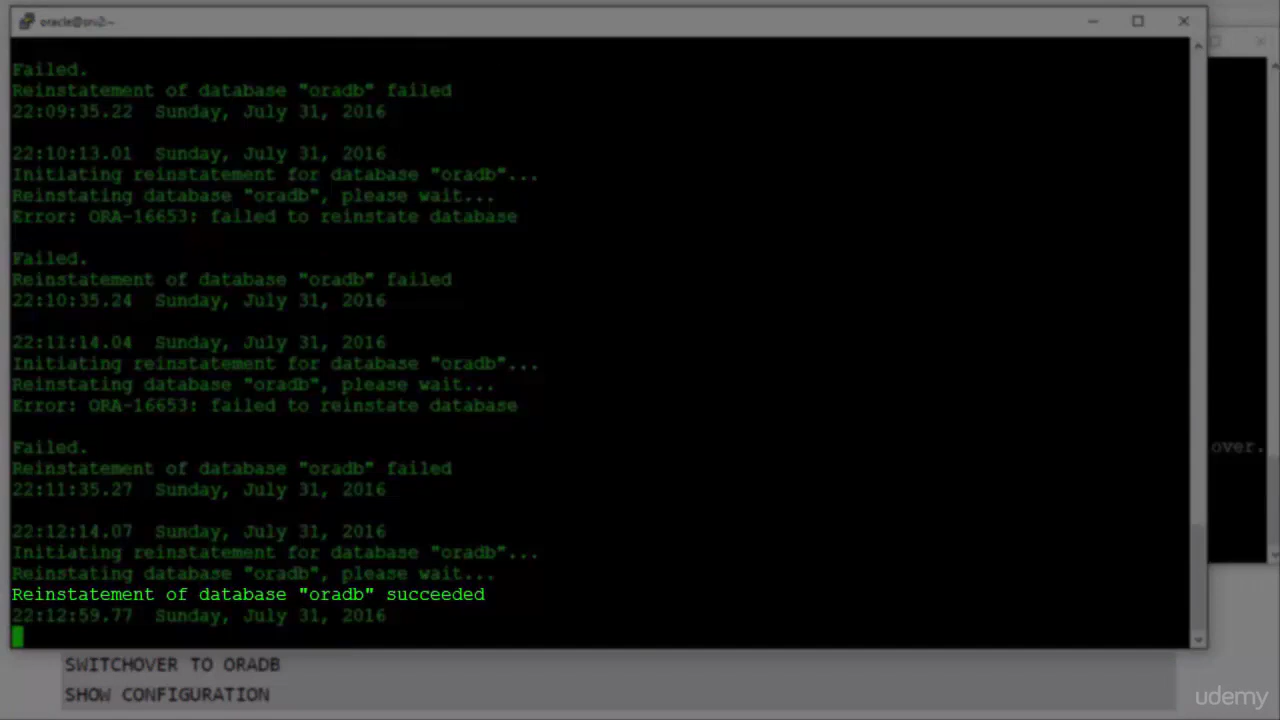 oracle@srv2:~
Failed.
Reinstatement of database "oradb" failed
22:09:35.22 Sunday, July 31, 2016
22:10:13.01 Sunday, July 31, 2016
Initiating reinstatement for database "oradb"...
Reinstating database "oradb", please wait...
Error: ORA-16653: failed to reinstate database
Failed.
Reinstatement of database "oradb" failed
22:10:35.24 Sunday, July 31, 2016
22:11:14.04 Sunday, July 31, 2016
Initiating reinstatement for database "oradb"...
Reinstating database "oradb", please wait...
Error: ORA-16653: failed to reinstate database
over.
Failed.
Reinstatement of database "oradb" failed
22:11:35.27 Sunday, July 31, 2016
22:12:14.07 Sunday, July 31, 2016
Initiating reinstatement for database "oradb"...
Reinstating database "oradb", please wait...
Reinstatement of database "oradb" succeeded
22:12:59.77 Sunday, July 31, 2016
SWITCHOVER TO ORADB
SHOW CONFIGURATION
udemy